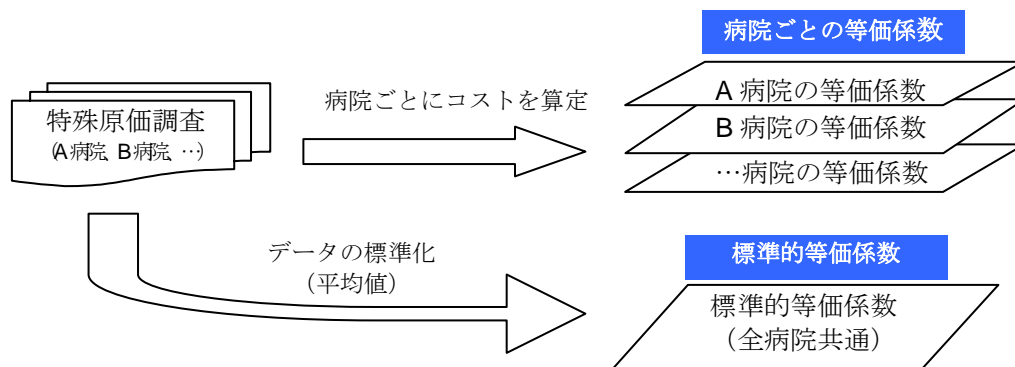 病院ごとの等価係数
特殊原価調査
(A病院、B病院、…)
病院ごとにコストを算定
A 病院の等価係数
B 病院の等価係数
…病院の等価係数
データの標準化
（平均値）
標準的等価係数
標準的等価係数
（全病院共通）